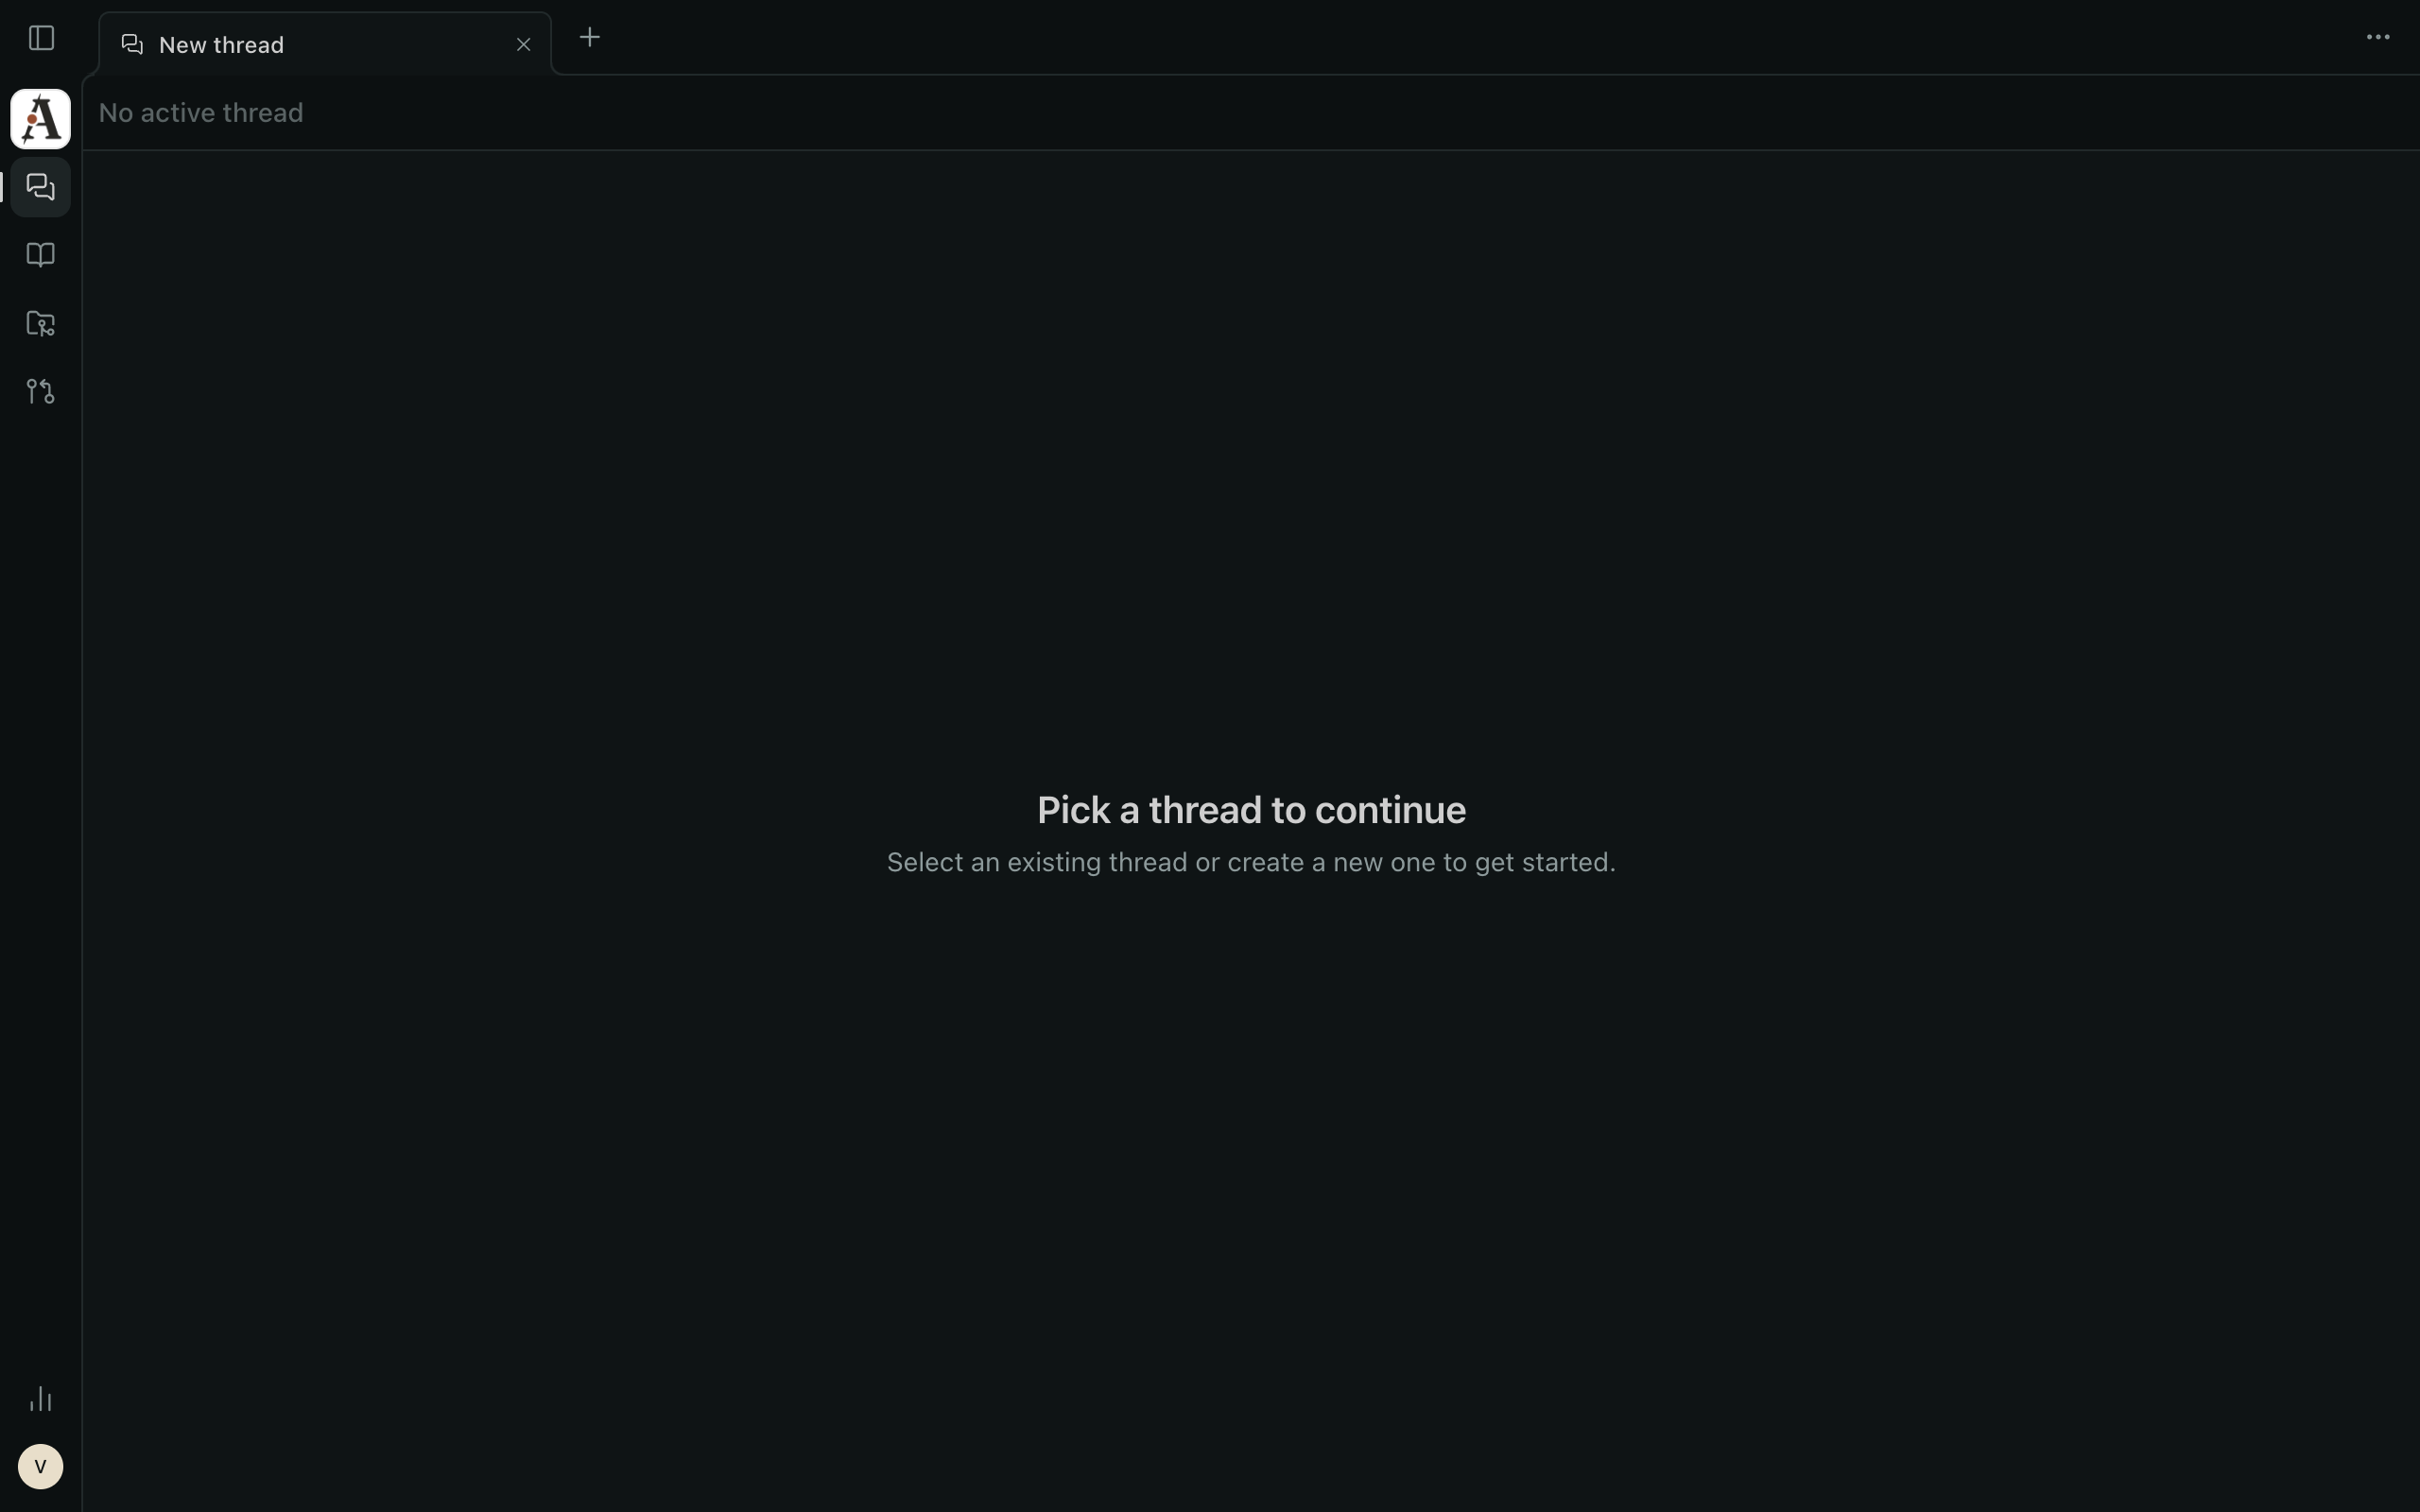 New thread
No active thread
A
Pick a thread to continue
Select an existing thread or create a new one to get started.
V